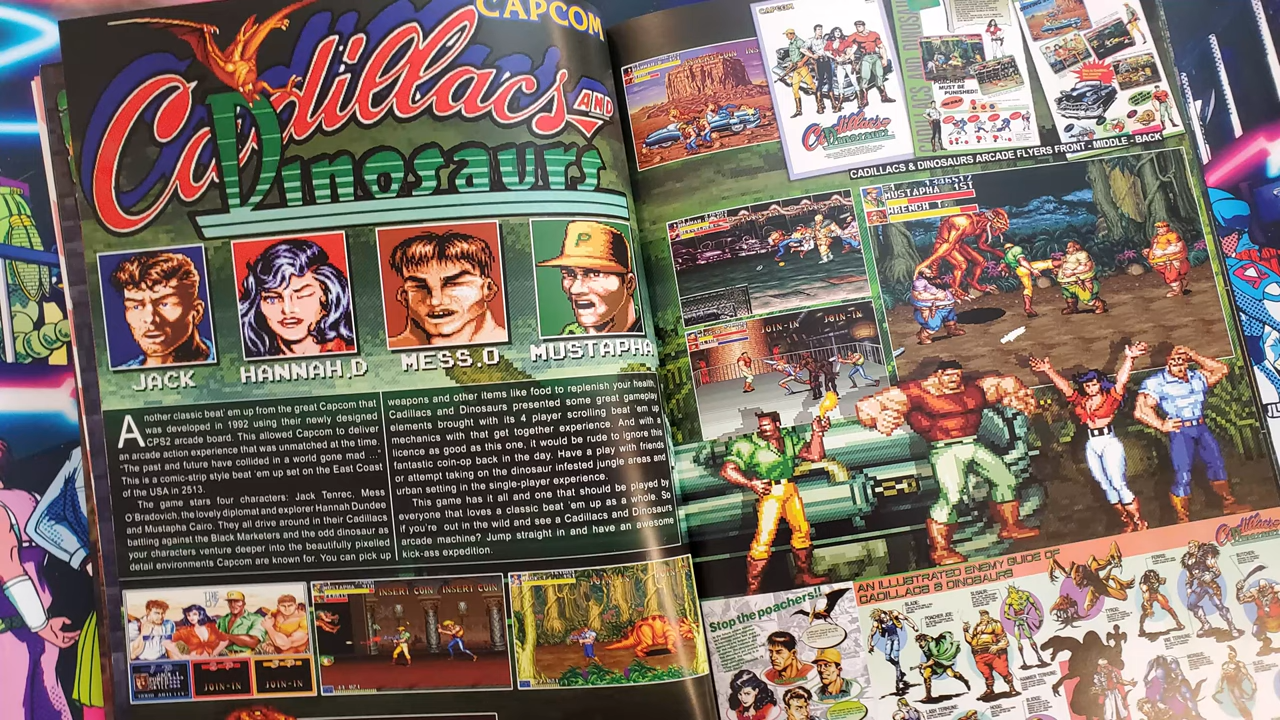 CAPCOM
Cadillacs
AND
Dinosaurs
JACK
HANNAH.D
MESS.O
MUSTAPHA
Another classic beat' em up from the great Capcom that
was developed in 1992 using their newly designed
CPS2 arcade board. This allowed Capcom to deliver
an arcade experience that was unmatched at the time.
"The past and future have collided in a world gone mad ..."
This is a comic-strip style beat 'em up set on the East Coast
of the USA in 2513.
The game stars four characters: Jack Tenrec, Mess
O'Bradovich, the lovely diplomat and explorer Hannah Dundee
and Mustapha Cairo. They all drive around in their Cadillacs
battling against the Black Marketers and the odd dinosaur as
your characters venture deeper into the beautifully pixelled
detail environments Capcom are known for. You can pick up
weapons and other items like food to replenish your health,
Cadillacs and Dinosaurs presented some great gameplay
elements brought with its 4 player scrolling beat 'em up
mechanics with that get together experience. And with a
licence as good as this one, it would be rude to ignore this
fantastic coin-op back in the day. Have a play with friends
or attempt taking on the dinosaur infested jungle areas and
urban setting in the single-player experience.
This game has it all and one that should be played by
everyone that loves a classic beat 'em up as a whole. So
if you're out in the wild and see a Cadillacs and Dinosaurs
arcade machine? Jump straight in and have an awesome
kick-ass expedition.
JOIN-IN
JOIN-IN
INSERT COIN
INSERT COIN
CAPCOM
Cadillacs
AND
Dinosaurs
CADILLACS AND DINOSAURS
MUST BE
PUNISHED!!
CADILLACS & DINOSAURS ARCADE FLYERS FRONT - MIDDLE - BACK
MUSTAPHA 1ST
WRENCH T.
JOIN-IN
JOIN-IN
Stop the poachers!!
AN ILLUSTRATED ENEMY GUIDE OF
CADILLACS & DINOSAURS
Cadillacs
Dinosaurs